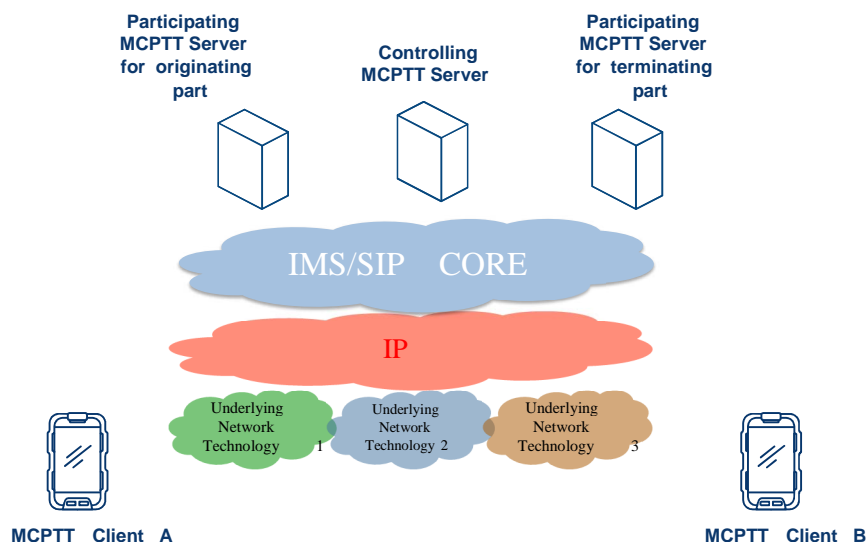 Participating
MCPTT Server
for originating
part
Controlling
MCPTT Server
Participating
MCPTT Server
for terminating
part
IMS/SIP CORE
IP
Underlying
Network
Technology 1
Underlying
Network
Technology 2
Underlying
Network
Technology 3
MCPTT Client A
MCPTT Client B